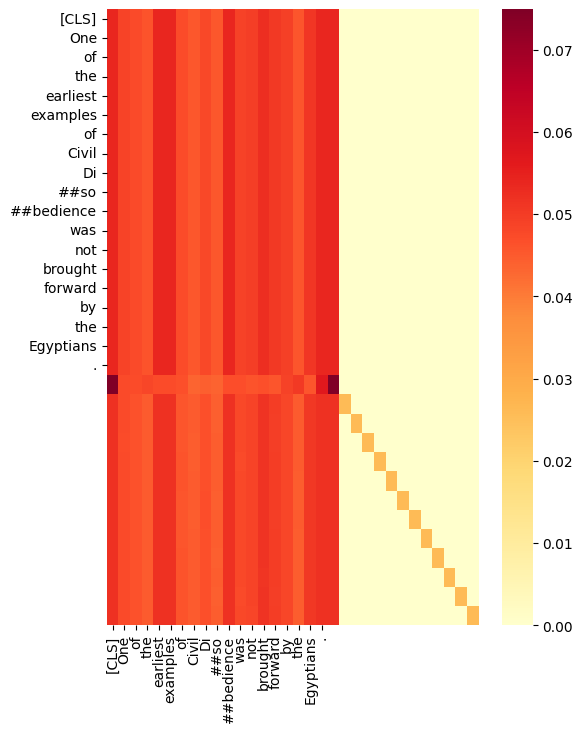 [CLS]
One
of
the
earliest
examples
of
Civil
Di
##so
##bedience
was
not
brought
forward
by
the
Egyptians
.
[CLS]
One
of
the
earliest
examples
of
Civil
Di
##so
##bedience
was
not
brought
forward
by
the
Egyptians
.
0.07
0.06
0.05
0.04
0.03
0.02
0.01
0.00